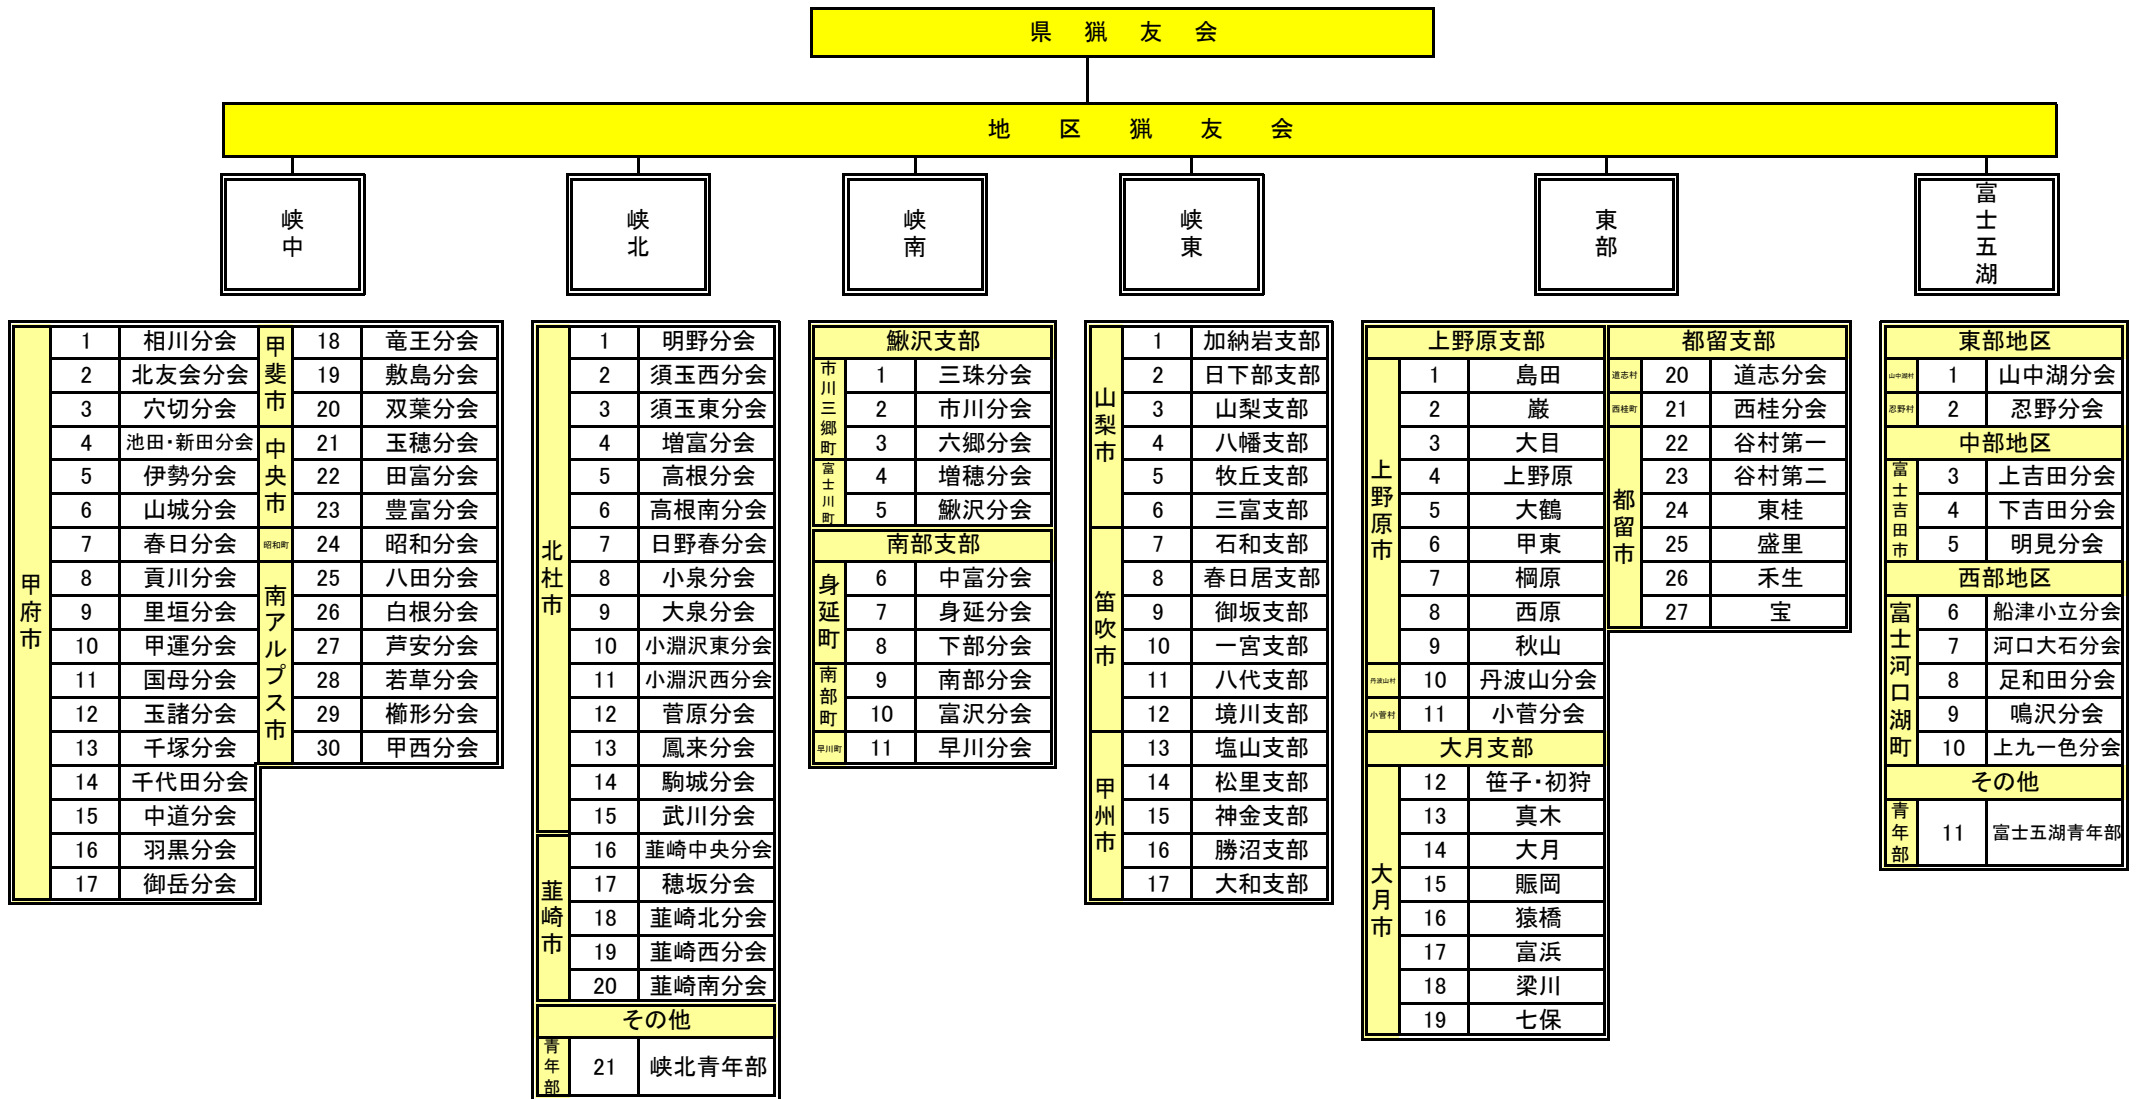 県猟友会
地区猟友会
峡中
峡北
峡南
峡東
東部
富士五湖
甲府市
1 相川分会
2 北友会分会
3 穴切分会
4 池田・新田分会
5 伊勢分会
6 山城分会
7 春日分会
8 貢川分会
9 里垣分会
10 甲運分会
11 国母分会
12 玉諸分会
13 千塚分会
14 千代田分会
15 中道分会
16 羽黒分会
17 御岳分会
甲斐市
18 竜王分会
19 敷島分会
20 双葉分会
中央市
21 玉穂分会
22 田富分会
23 豊富分会
昭和町
24 昭和分会
南アルプス市
25 八田分会
26 白根分会
27 芦安分会
28 若草分会
29 櫛形分会
30 甲西分会
北杜市
1 明野分会
2 須玉西分会
3 須玉東分会
4 増富分会
5 高根分会
6 高根南分会
7 日野春分会
8 小泉分会
9 大泉分会
10 小淵沢東分会
11 小淵沢西分会
12 菅原分会
13 鳳来分会
14 駒城分会
15 武川分会
韮崎市
16 韮崎中央分会
17 穂坂分会
18 韮崎北分会
19 韮崎西分会
20 韮崎南分会
その他
青年部
21 峡北青年部
鰍沢支部
市川三郷町
1 三珠分会
2 市川分会
3 六郷分会
富士川町
4 増穂分会
5 鰍沢分会
南部支部
身延町
6 中富分会
7 身延分会
8 下部分会
南部町
9 南部分会
10 富沢分会
早川町
11 早川分会
山梨市
1 加納岩支部
2 日下部支部
3 山梨支部
4 八幡支部
5 牧丘支部
6 三富支部
笛吹市
7 石和支部
8 春日居支部
9 御坂支部
10 一宮支部
11 八代支部
12 境川支部
甲州市
13 塩山支部
14 松里支部
15 神金支部
16 勝沼支部
17 大和支部
上野原支部
上野原市
1 島田
2 巌
3 大目
4 上野原
5 大鶴
6 甲東
7 棡原
8 西原
9 秋山
丹波山村
10 丹波山分会
小菅村
11 小菅分会
大月支部
大月市
12 笹子・初狩
13 真木
14 大月
15 賑岡
16 猿橋
17 富浜
18 梁川
19 七保
都留支部
道志村
20 道志分会
西桂町
21 西桂分会
都留市
22 谷村第一
23 谷村第二
24 東桂
25 盛里
26 禾生
27 宝
東部地区
山中湖村
1 山中湖分会
忍野村
2 忍野分会
中部地区
富士吉田市
3 上吉田分会
4 下吉田分会
5 明見分会
西部地区
富士河口湖町
6 船津小立分会
7 河口大石分会
8 足和田分会
9 鳴沢分会
10 上九一色分会
その他
青年部
11 富士五湖青年部